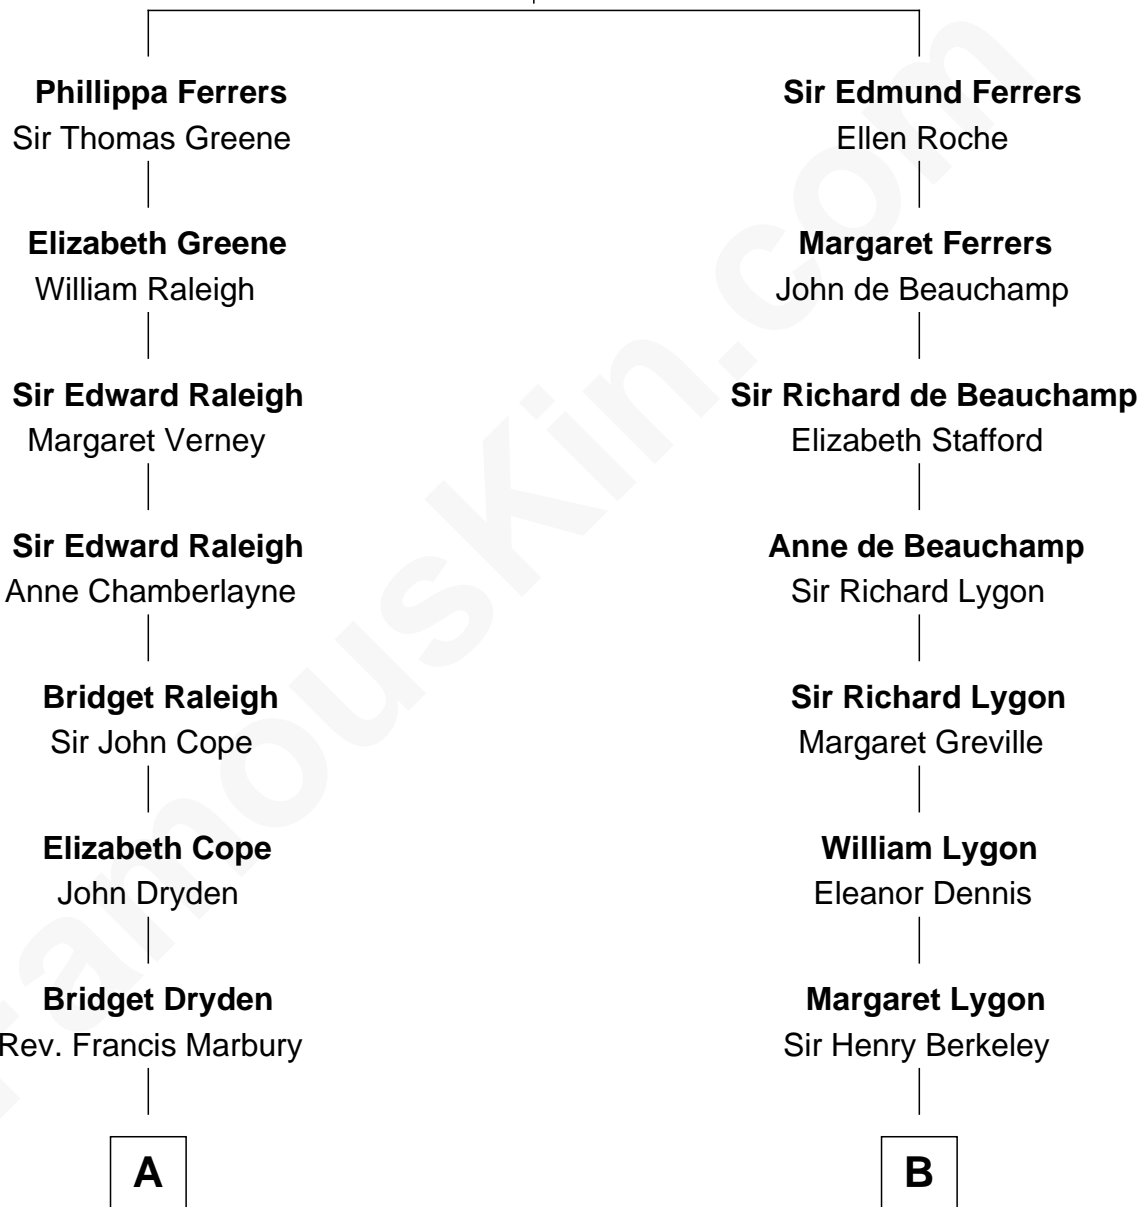 Phillippa Ferrers
Sir Thomas Greene
Elizabeth Greene
William Raleigh
Sir Edward Raleigh
Margaret Verney
Sir Edward Raleigh
Anne Chamberlayne
Bridget Raleigh
Sir John Cope
Elizabeth Cope
John Dryden
Bridget Dryden
Rev. Francis Marbury
A
Sir Edmund Ferrers
Ellen Roche
Margaret Ferrers
John de Beauchamp
Sir Richard de Beauchamp
Elizabeth Stafford
Anne de Beauchamp
Sir Richard Lygon
Sir Richard Lygon
Margaret Greville
William Lygon
Eleanor Dennis
Margaret Lygon
Sir Henry Berkeley
B
FamousKin.com